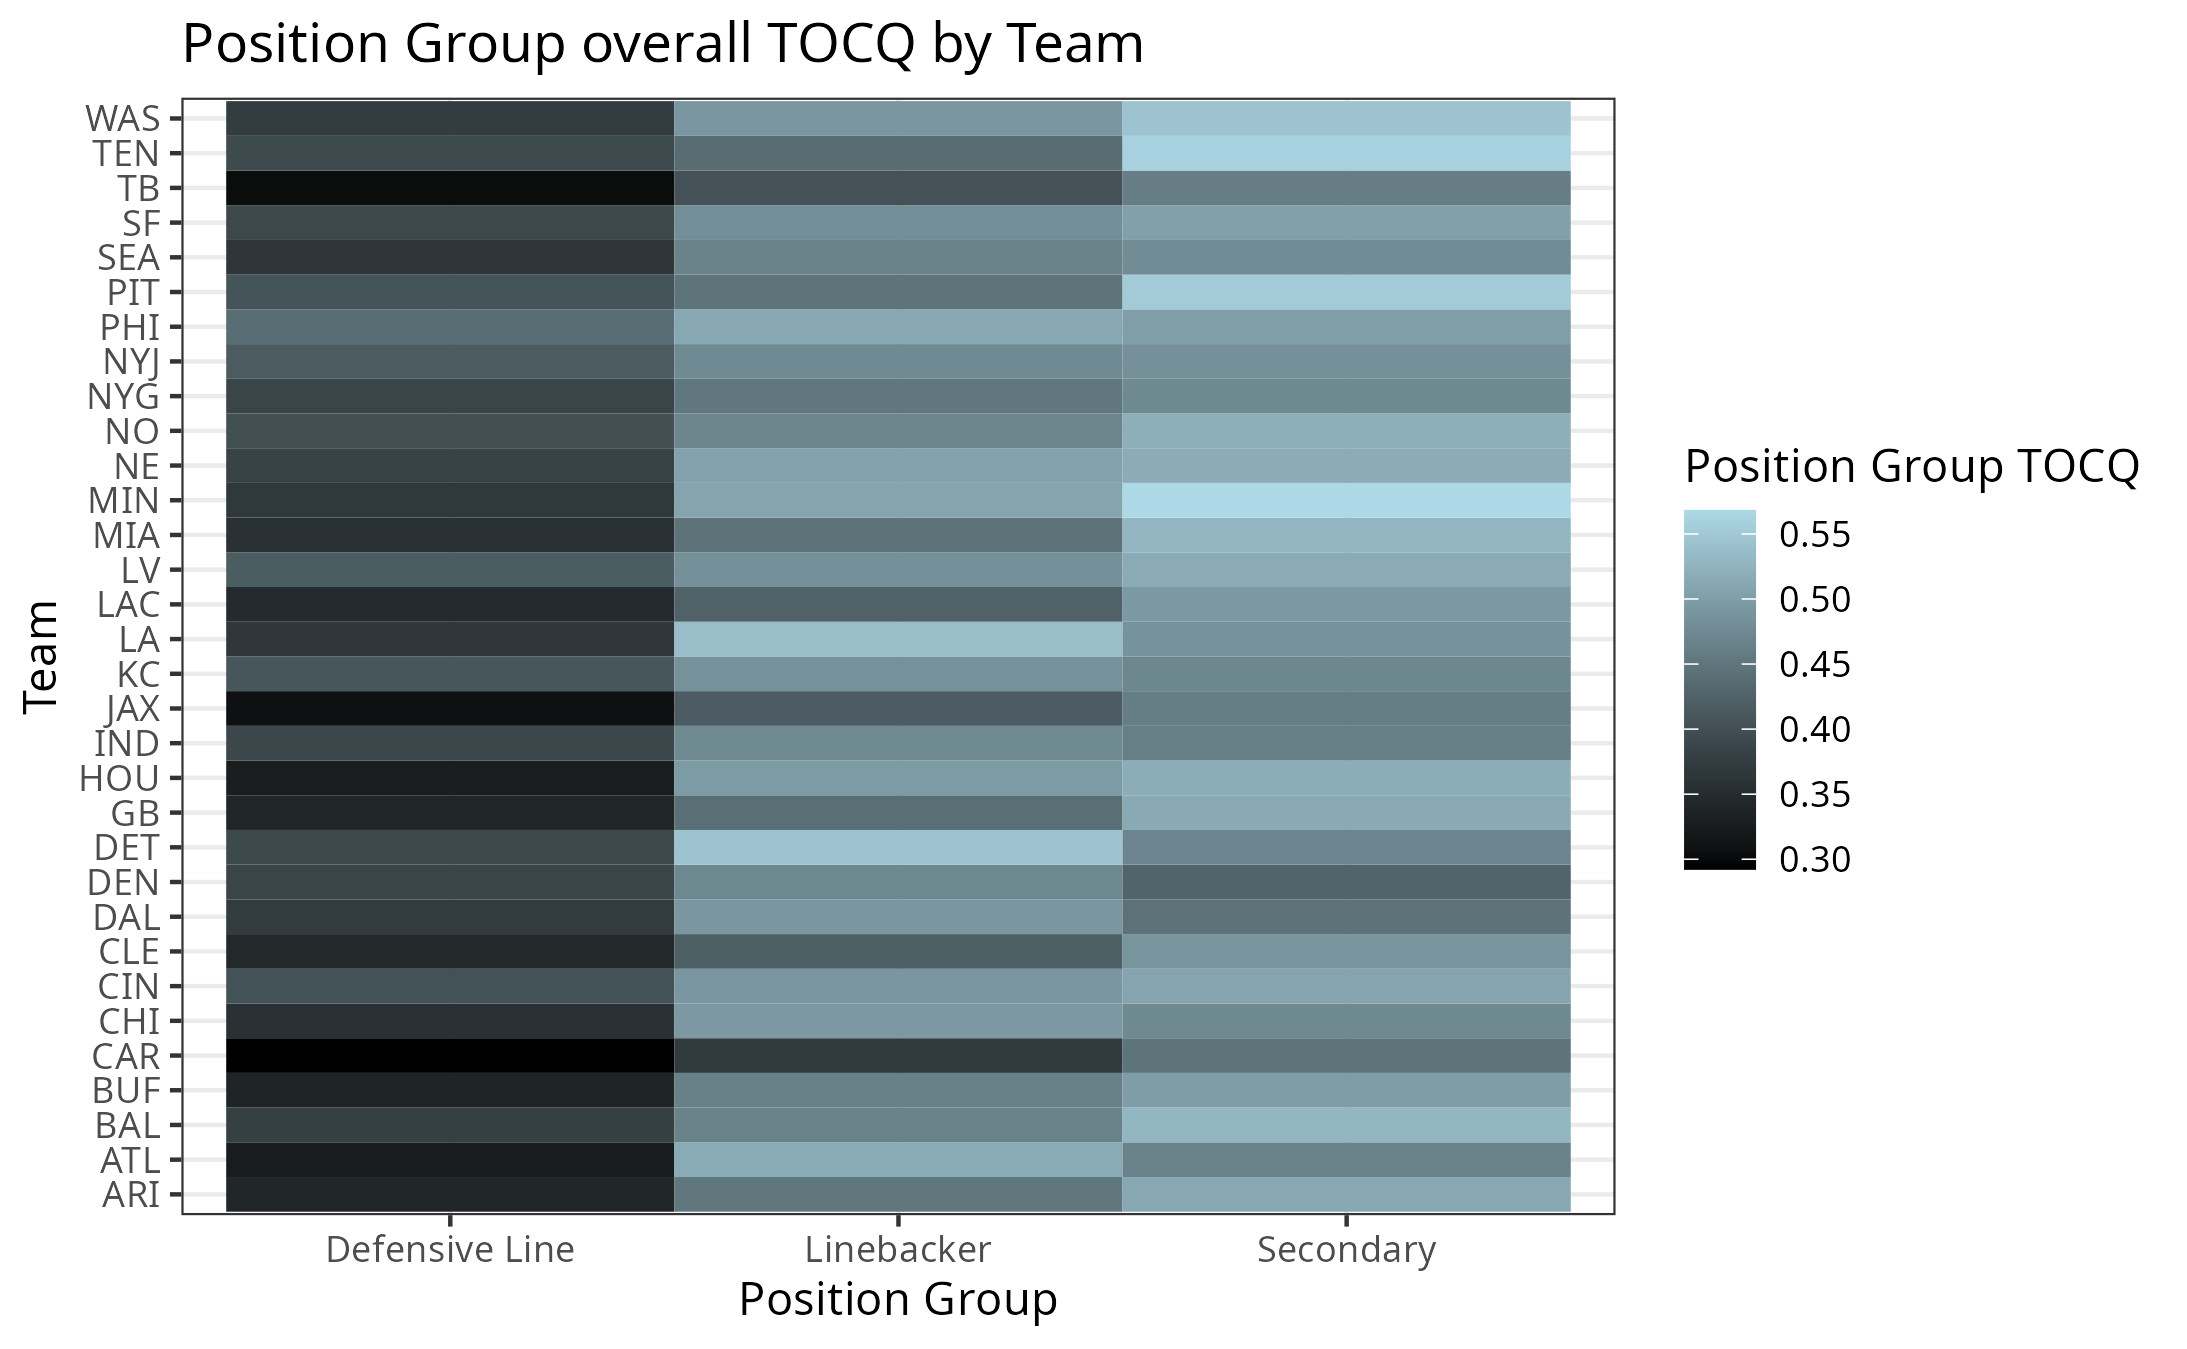 Position Group overall TOCQ by Team
WAS
TEN
TB
SF
SEA
PIT
PHI
NYJ
NYG
NO
NE
MIN
MIA
LV
LAC
LA
KC
JAX
IND
HOU
GB
DET
DEN
DAL
CLE
CIN
CHI
CAR
BUF
BAL
ATL
ARI
Team
Defensive Line Linebacker Secondary
Position Group
Position Group TOCQ
0.55
0.50
0.45
0.40
0.35
0.30